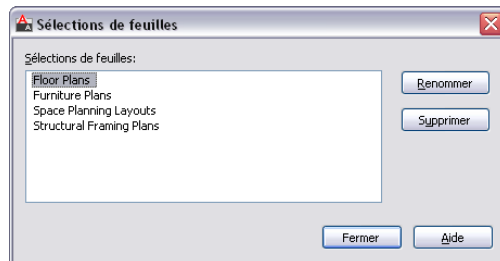 Sélections de feuilles
Sélections de feuilles:
Floor Plans
Furniture Plans
Space Planning Layouts
Structural Framing Plans
Renommer
Supprimer
Fermer
Aide